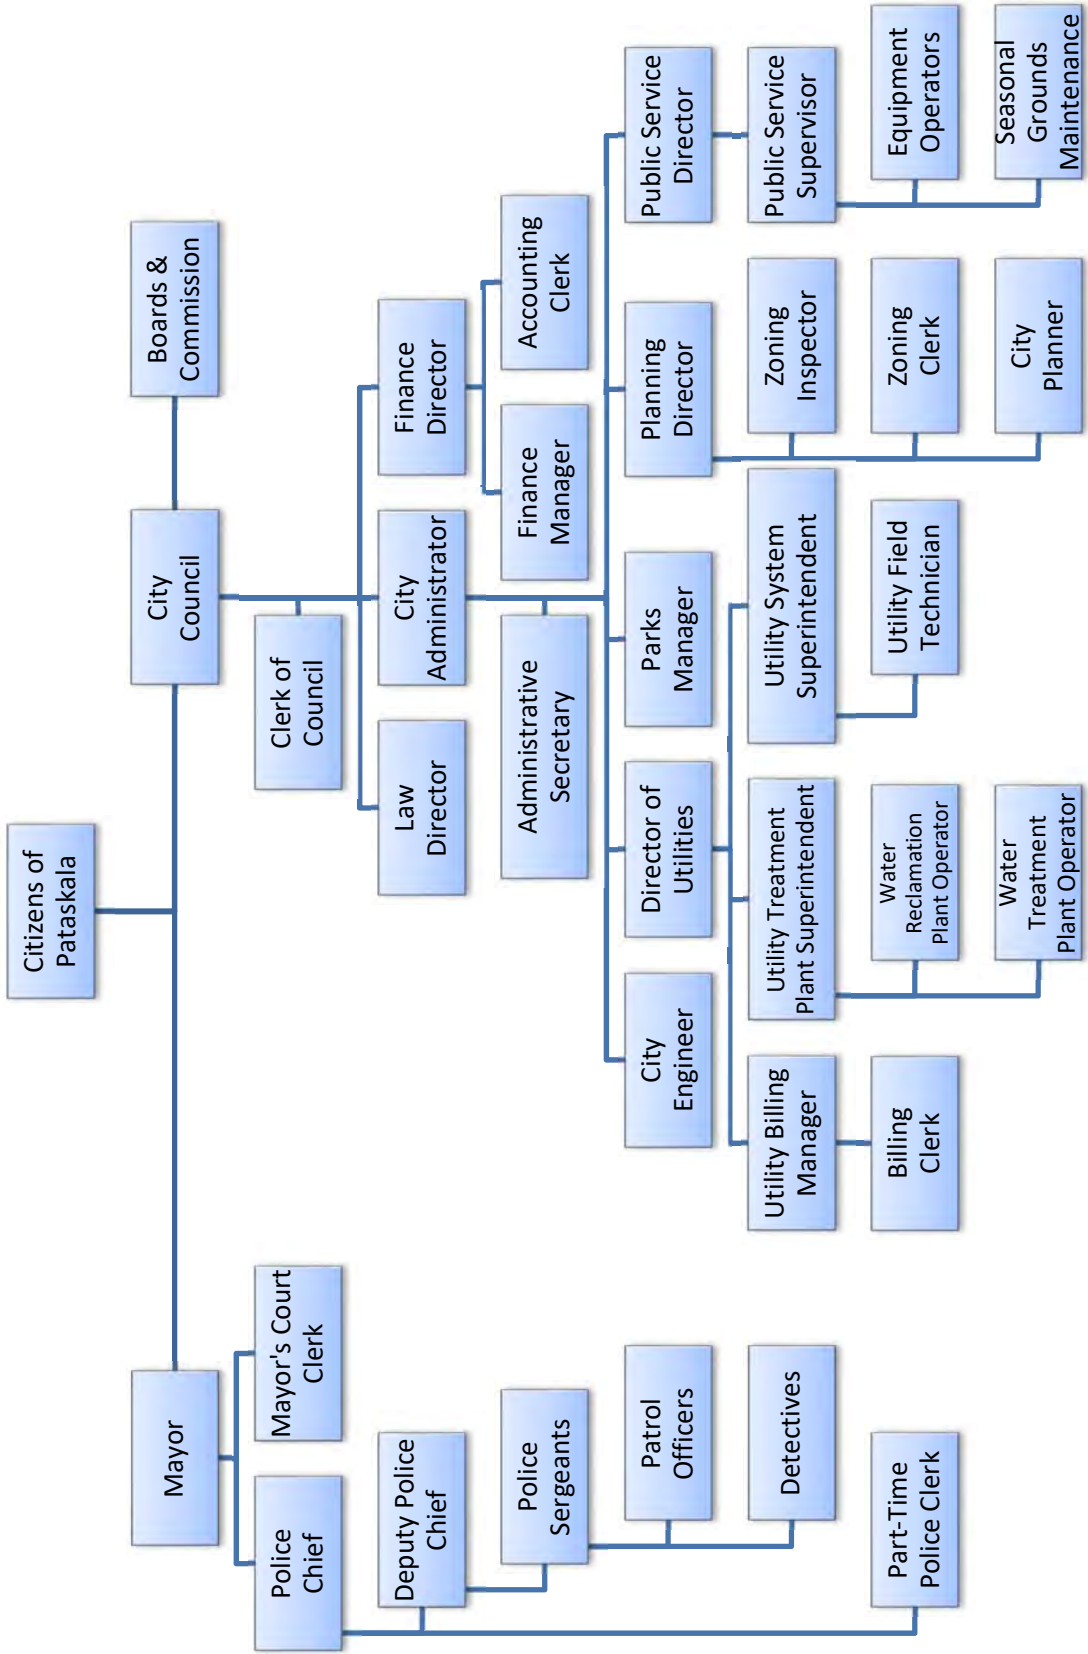 Citizens of
Pataskala
Mayor
City
Council
Boards &
Commission
Police
Chief
Mayor's Court
Clerk
Clerk of
Council
Deputy Police
Chief
Law
Director
City
Administrator
Finance
Director
Police
Sergeants
Administrative
Secretary
Finance
Manager
Accounting
Clerk
Patrol
Officers
City
Engineer
Director of
Utilities
Parks
Manager
Planning
Director
Public Service
Director
Detectives
Utility Billing
Manager
Utility Treatment
Plant Superintendent
Utility System
Superintendent
Zoning
Inspector
Public Service
Supervisor
Part-Time
Police Clerk
Billing
Clerk
Water
Reclamation
Plant Operator
Utility Field
Technician
Zoning
Clerk
Equipment
Operators
Water
Treatment
Plant Operator
City
Planner
Seasonal
Grounds
Maintenance